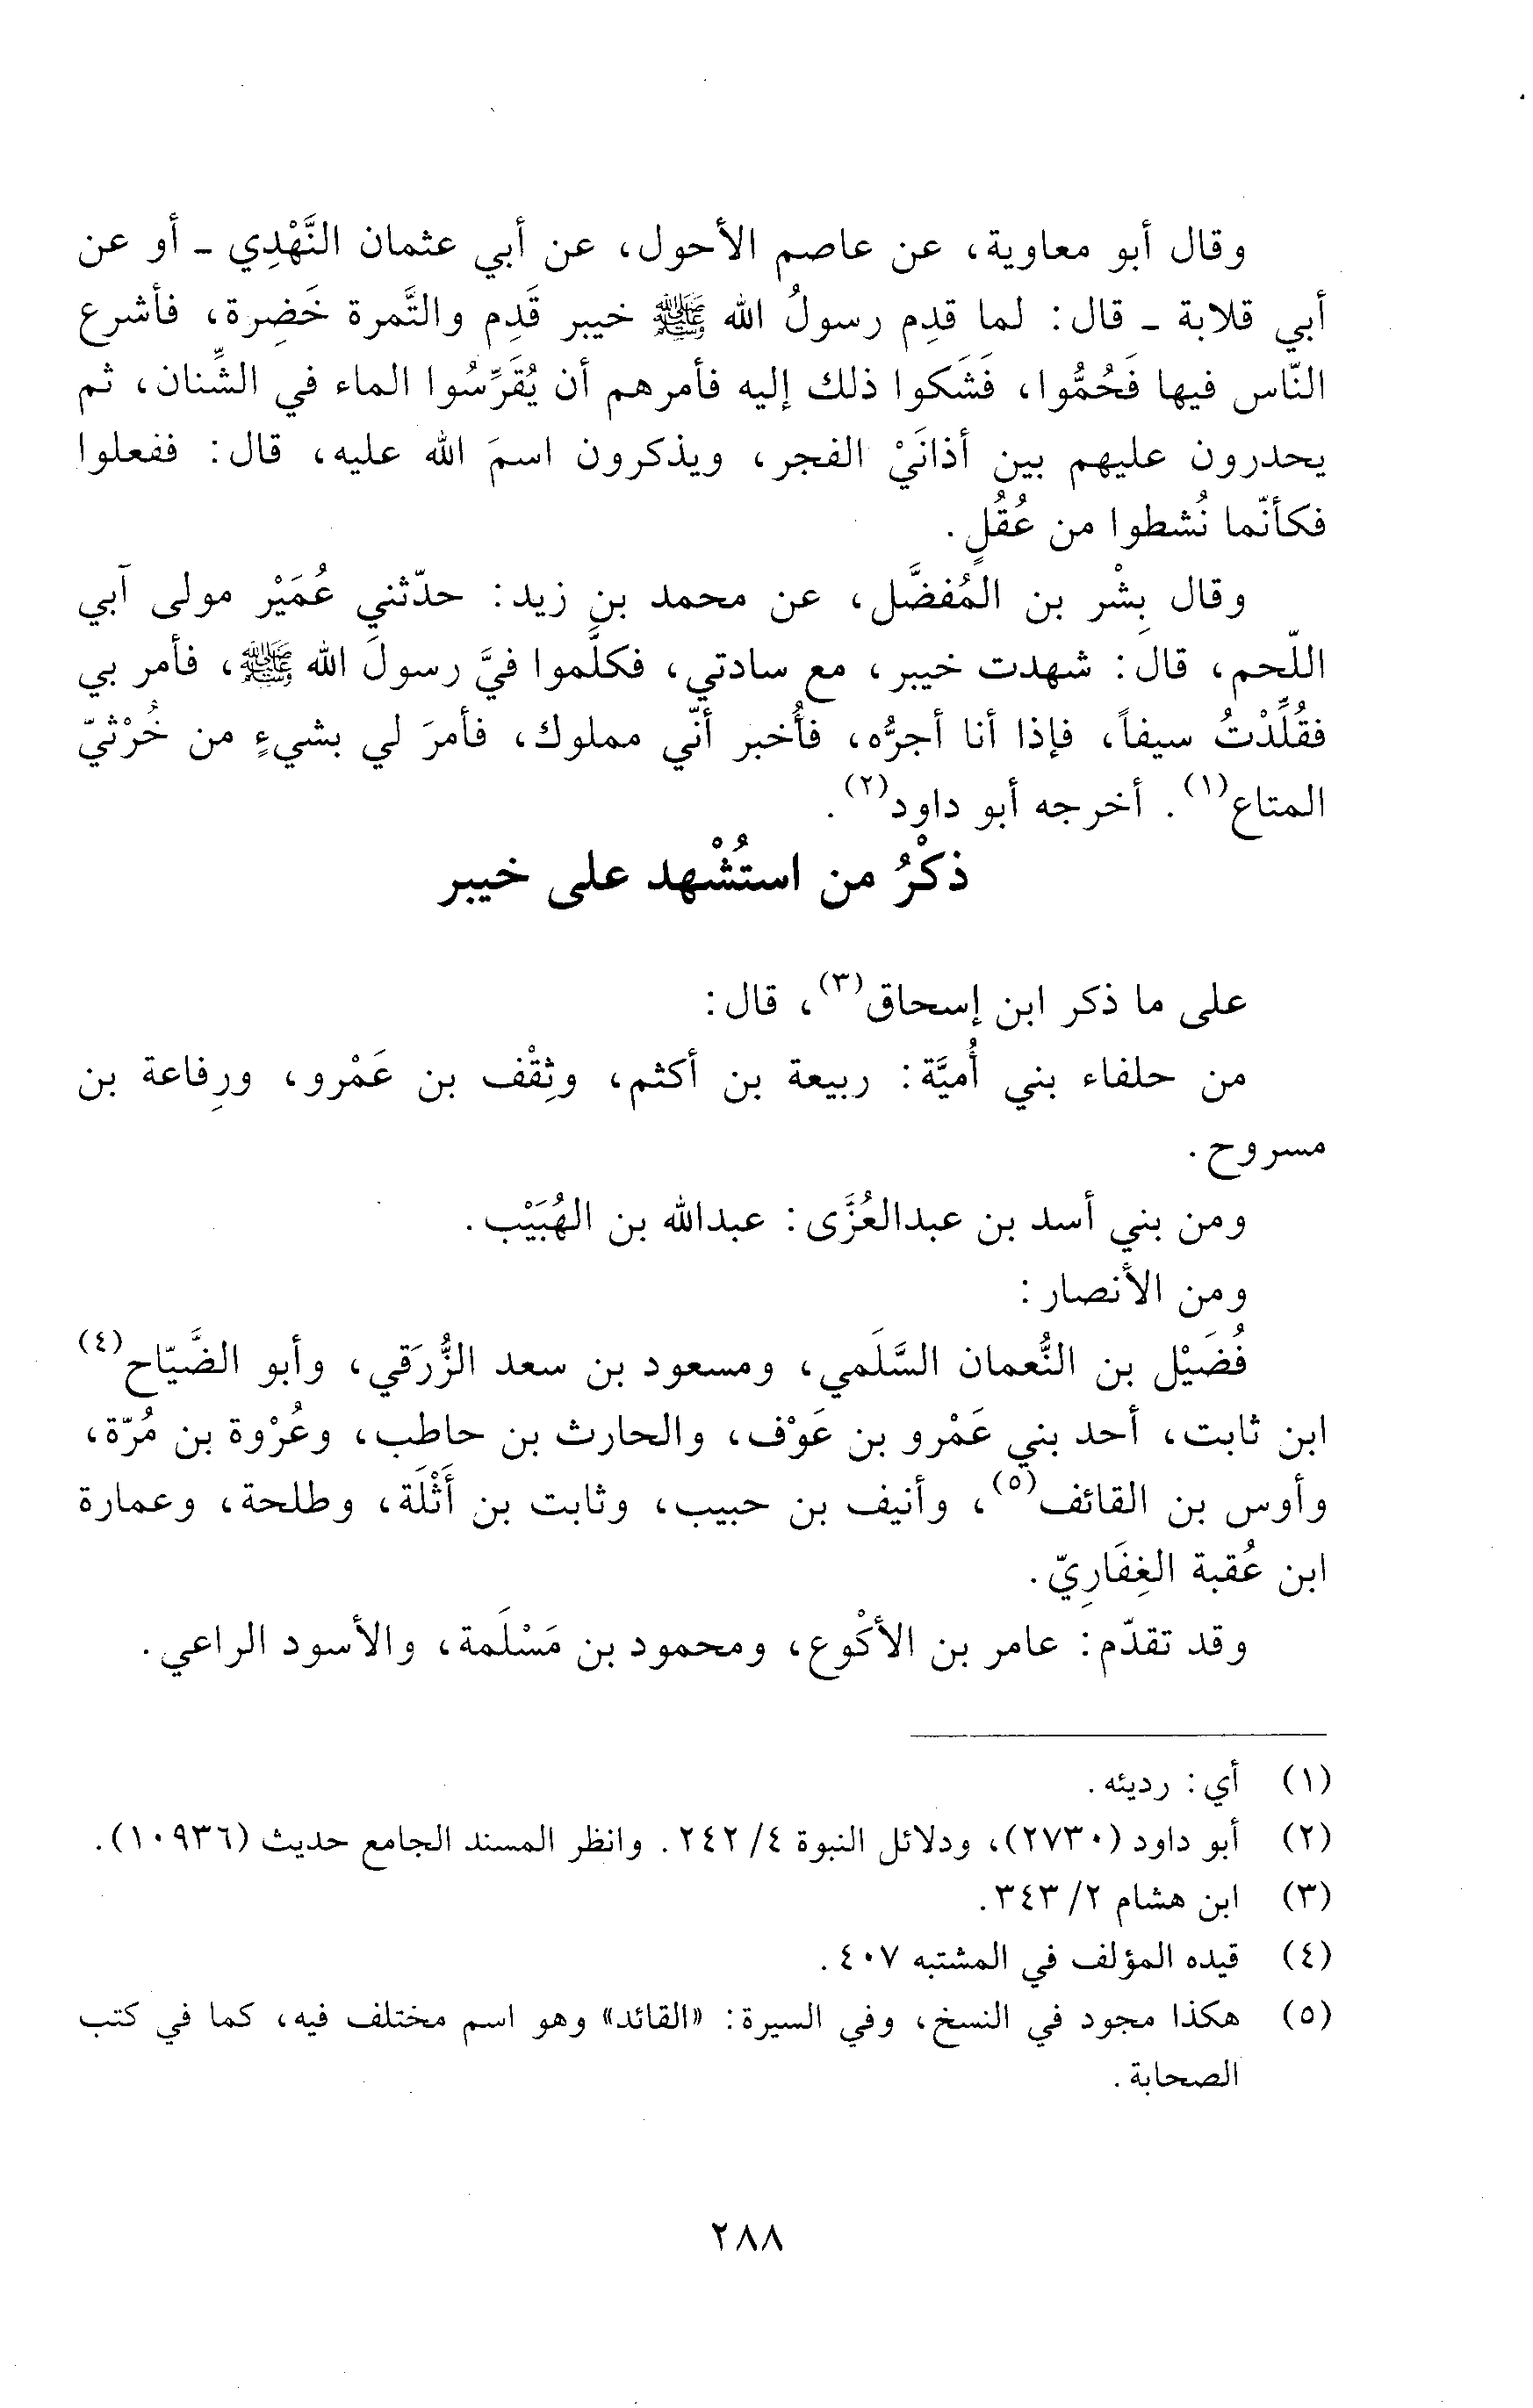 وقال أبو معاوية، عن عاصم الأحول، عن أبي عثمان النَّهْدِي ـ أو عن
أبي قلابة ـ قال: لما قدِم رسولُ الله ﷺ خيبر قَدِم والتَّمرة خَضِرة، فأشرع
النّاس فيها فَحُمُّوا، فَشَكوا ذلك إليه فأمرهم أن يُقَرِّسُوا الماء في الشِّنان، ثم
يحدرون عليهم بين أذانَيْ الفجر، ويذكرون اسمَ الله عليه، قال: ففعلوا
فكأنّما نُشطوا من عُقُلٍ.
وقال بِشْر بن المُفضَّل، عن محمد بن زيد: حدّثني عُمَيْر مولى آبي
اللّحم، قال: شهدت خيبر، مع سادتي، فكلَّموا فيَّ رسولَ الله ﷺ، فأمر بي
فقُلِّدْتُ سيفاً، فإذا أنا أجرُّه، فأُخبر أنّي مملوك، فأمرَ لي بشيءٍ من خُرْثيّ
المتاع(١). أخرجه أبو داود(٢).
ذكْرُ من استُشْهد على خيبر
على ما ذكر ابن إسحاق(٣)، قال:
من حلفاء بني أُميَّة: ربيعة بن أكثم، وثِقْف بن عَمْرو، ورِفاعة بن
مسروح.
ومن بني أسد بن عبدالعُزَّى: عبدالله بن الهُبَيْب.
ومن الأنصار:
فُضَيْل بن النُّعمان السَّلَمي، ومسعود بن سعد الزُّرَقي، وأبو الضَّيّاح(٤)
ابن ثابت، أحد بني عَمْرو بن عَوْف، والحارث بن حاطب، وعُرْوة بن مُرّة،
وأوس بن القائف(٥)، وأنيف بن حبيب، وثابت بن أَثْلَة، وطلحة، وعمارة
ابن عُقبة الغِفَارِيّ.
وقد تقدّم: عامر بن الأكْوع، ومحمود بن مَسْلَمة، والأسود الراعي.
(١) أي: رديئه.
(٢) أبو داود (٢٧٣٠)، ودلائل النبوة ٤/ ٢٤٢. وانظر المسند الجامع حديث (١٠٩٣٦).
(٣) ابن هشام ٢/ ٣٤٣.
(٤) قيده المؤلف في المشتبه ٤٠٧.
(٥) هكذا مجود في النسخ، وفي السيرة: «القائد» وهو اسم مختلف فيه، كما في كتب
الصحابة.
٢٨٨